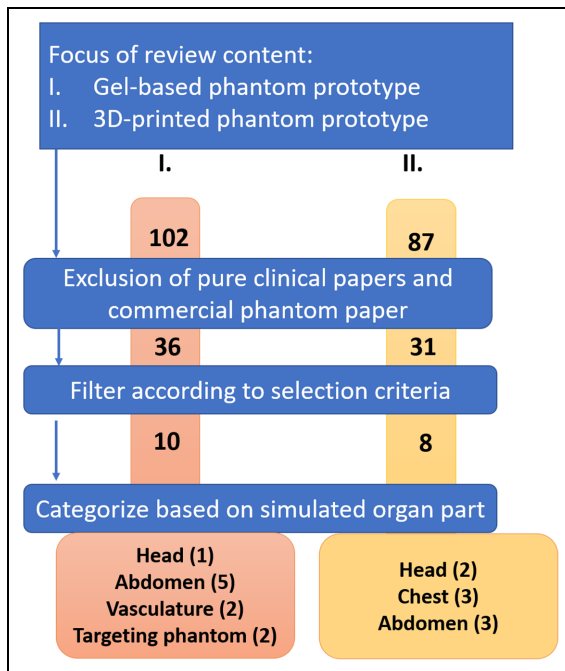 Focus of review content:
I. Gel-based phantom prototype
II. 3D-printed phantom prototype
I. II.
102 87
Exclusion of pure clinical papers and
commercial phantom paper
36 31
Filter according to selection criteria
10 8
Categorize based on simulated organ part
Head (1)
Abdomen (5)
Vasculature (2)
Targeting phantom (2)
Head (2)
Chest (3)
Abdomen (3)